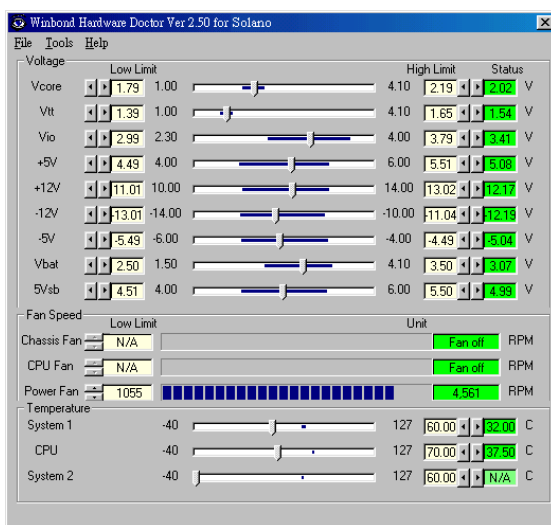 Winbond Hardware Doctor Ver 2.50 for Solano
File Tools Help
Voltage
Low Limit High Limit Status
Vcore 1.79 1.00 4.10 2.19 2.02 V
Vtt 1.39 1.00 4.10 1.65 1.54 V
Vio 2.99 2.30 4.00 3.79 3.41 V
+5V 4.49 4.00 6.00 5.51 5.08 V
+12V 11.01 10.00 14.00 13.02 12.17 V
-12V -13.01 -14.00 -10.00 -11.04 -12.19 V
-5V -5.49 -6.00 -4.00 -4.49 -5.04 V
Vbat 2.50 1.50 4.10 3.50 3.07 V
5Vsb 4.51 4.00 6.00 5.50 4.99 V
Fan Speed
Low Limit Unit
Chassis Fan N/A Fan off RPM
CPU Fan N/A Fan off RPM
Power Fan 1055 4,561 RPM
Temperature
System 1 -40 127 60.00 32.00 C
CPU -40 127 70.00 37.50 C
System 2 -40 127 60.00 N/A C